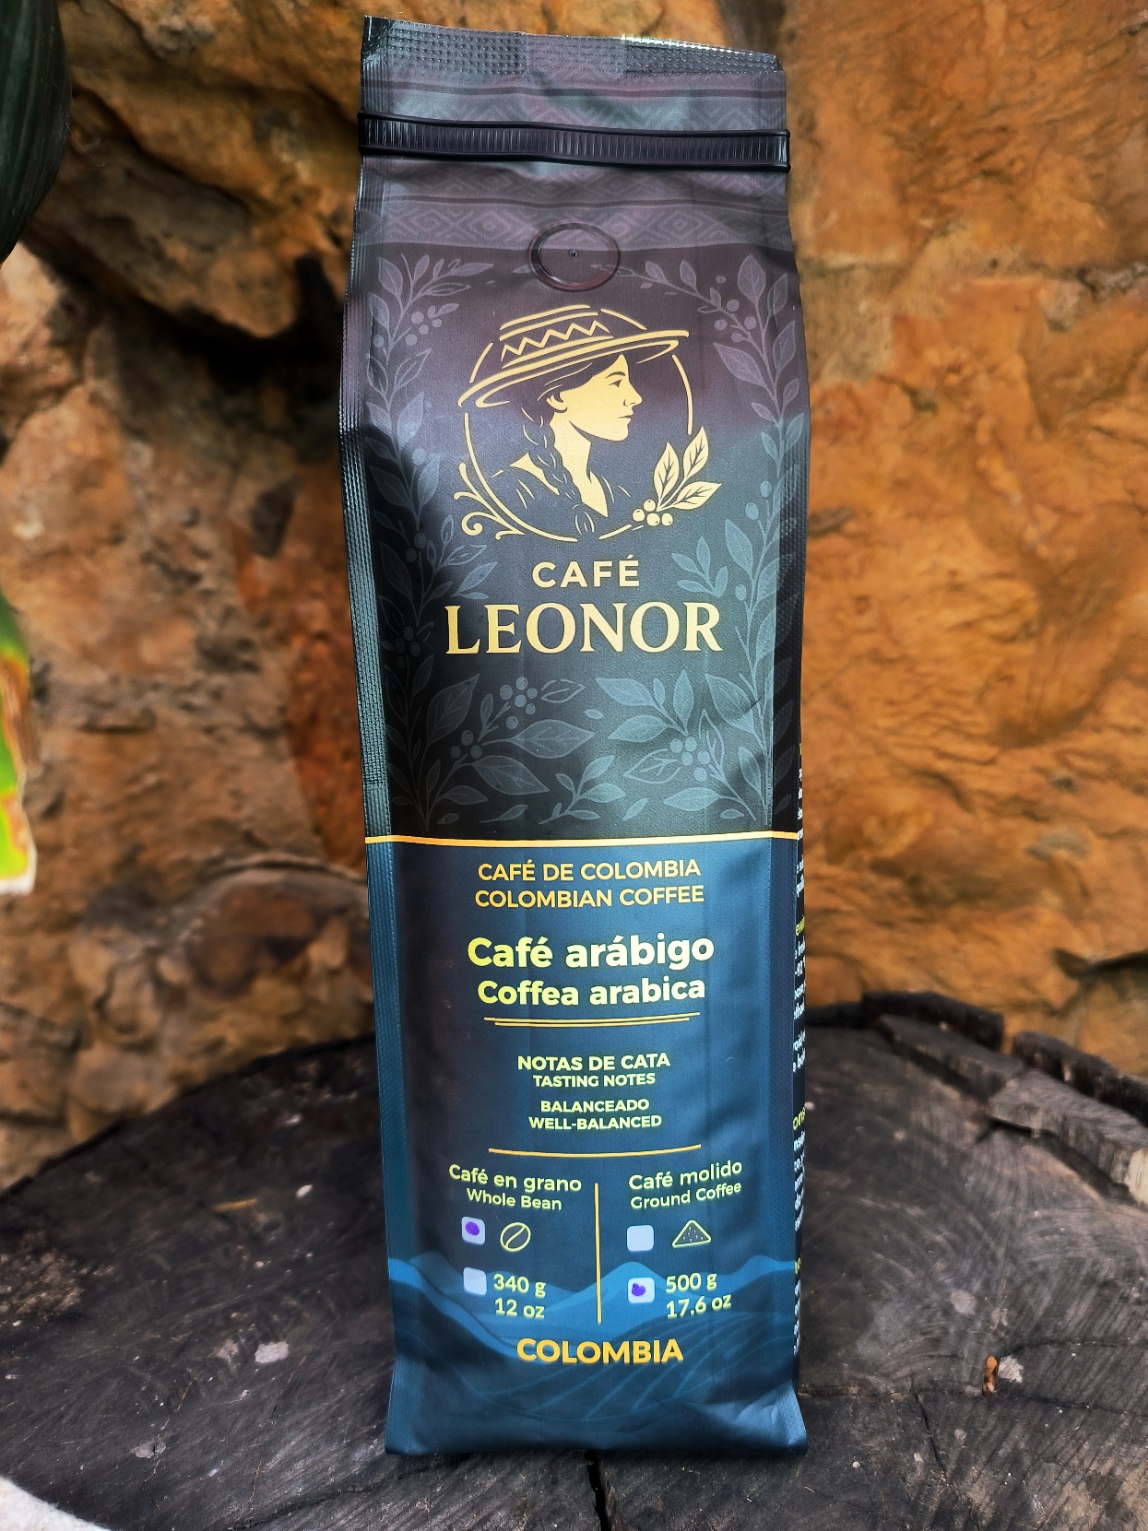 CAFÉ
LEONOR
CAFÉ DE COLOMBIA
COLOMBIAN COFFEE
Café arábigo
Coffea arabica
NOTAS DE CATA
TASTING NOTES
BALANCEADO
WELL-BALANCED
Café en grano
Whole Bean
Café molido
Ground Coffee
340 g
12 oz
500 g
17.6 oz
COLOMBIA